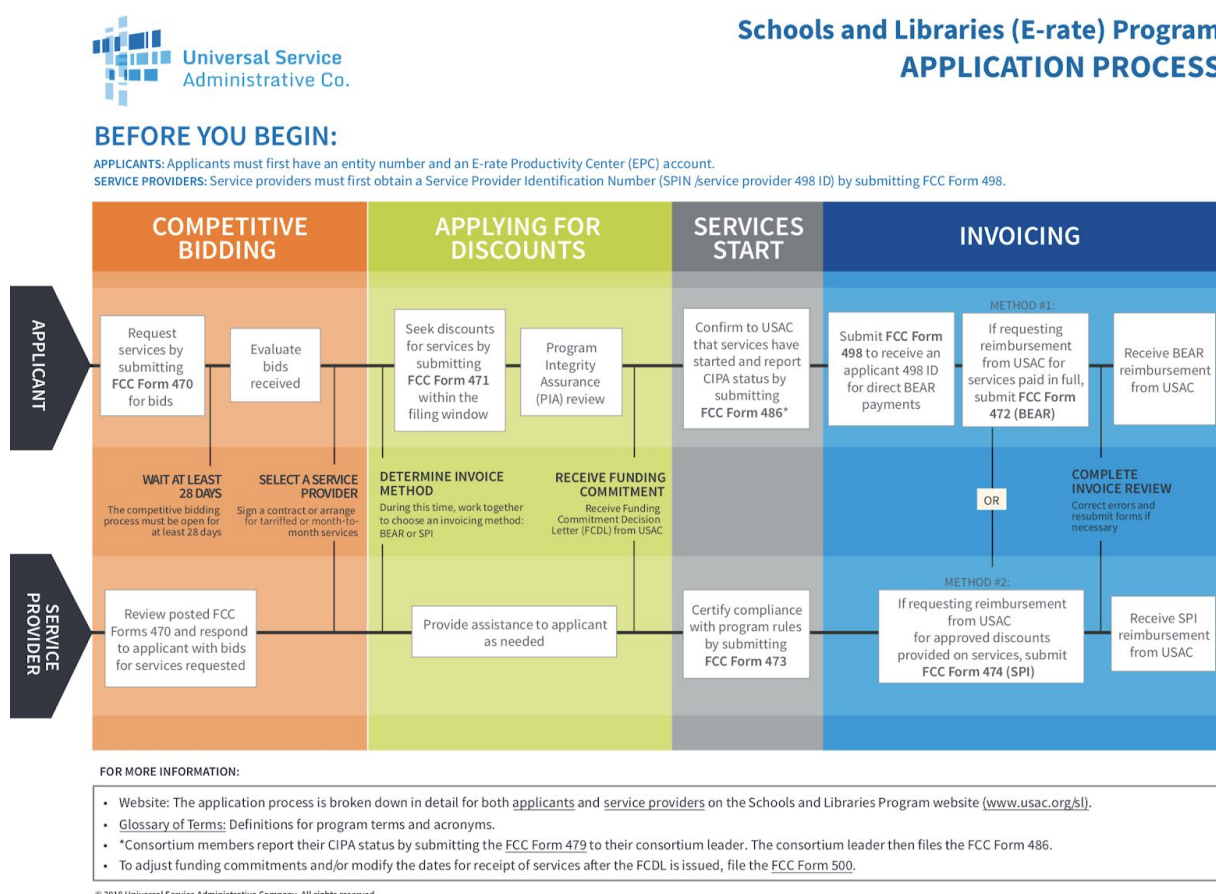 Universal Service
Administrative Co.
Schools and Libraries (E-rate) Program
APPLICATION PROCESS
BEFORE YOU BEGIN:
APPLICANTS: Applicants must first have an entity number and an E-rate Productivity Center (EPC) account.
SERVICE PROVIDERS: Service providers must first obtain a Service Provider Identification Number (SPIN /service provider 498 ID) by submitting FCC Form 498.
COMPETITIVE
BIDDING
APPLYING FOR
DISCOUNTS
SERVICES
START
INVOICING
APPLICANT
Request
services by
submitting
FCC Form 470
for bids
Evaluate
bids
received
Seek discounts
for services by
submitting
FCC Form 471
within the
filing window
Program
Integrity
Assurance
(PIA) review
Confirm to USAC
that services have
started and report
CIPA status by
submitting
FCC Form 486*
Submit FCC Form
498 to receive an
applicant 498 ID
for direct BEAR
payments
METHOD #1:
If requesting
reimbursement
from USAC for
services paid in full,
submit FCC Form
472 (BEAR)
Receive BEAR
reimbursement
from USAC
WAIT AT LEAST
28 DAYS
The competitive bidding
process must be open for
at least 28 days
SELECT A SERVICE
PROVIDER
Sign a contract or arrange
for tarriffed or month-to-
month services
DETERMINE INVOICE
METHOD
During this time, work together
to choose an invoicing method:
BEAR or SPI
RECEIVE FUNDING
COMMITMENT
Receive Funding
Commitment Decision
Letter (FCDL) from USAC
OR
COMPLETE
INVOICE REVIEW
Correct errors and
resubmit forms if
necessary
SERVICE
PROVIDER
Review posted FCC
Forms 470 and respond
to applicant with bids
for services requested
Provide assistance to applicant
as needed
Certify compliance
with program rules
by submitting
FCC Form 473
METHOD #2:
If requesting reimbursement
from USAC
for approved discounts
provided on services, submit
FCC Form 474 (SPI)
Receive SPI
reimbursement
from USAC
FOR MORE INFORMATION:
• Website: The application process is broken down in detail for both applicants and service providers on the Schools and Libraries Program website (www.usac.org/sl).
• Glossary of Terms: Definitions for program terms and acronyms.
• *Consortium members report their CIPA status by submitting the FCC Form 479 to their consortium leader. The consortium leader then files the FCC Form 486.
• To adjust funding commitments and/or modify the dates for receipt of services after the FCDL is issued, file the FCC Form 500.
Universal Service Administrative Company. All rights reserved